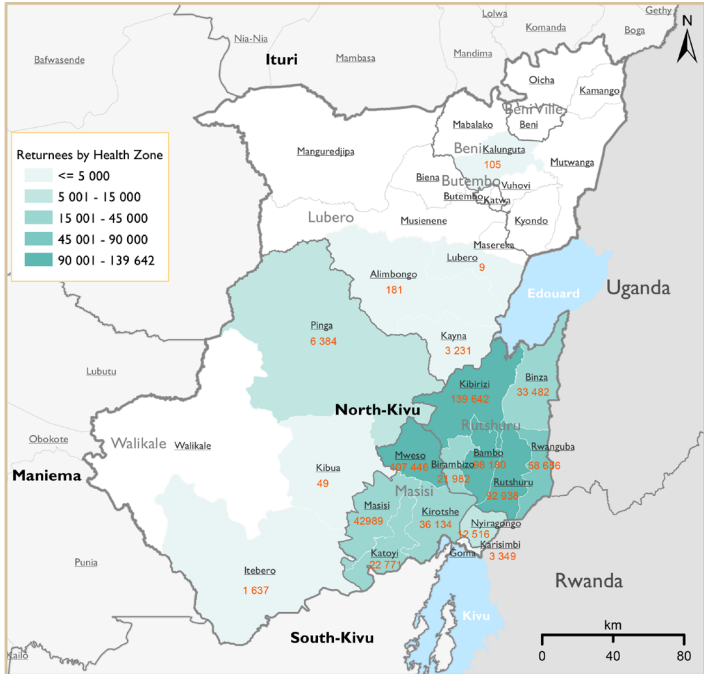 Gethy
Lolwa
Komanda
Boga
N
Nia-Nia
Bafwasende
Ituri
Mambasa
Mandima
Oicha
Kamango
Beni Ville
Mabalako
Beni
Returnees by Health Zone
<= 5 000
5 001 - 15 000
15 001 - 45 000
45 001 - 90 000
90 001 - 139 642
Manguredjipa
Beni
Kalunguta
105
Mutwanga
Biena
Butembo
Vuhovi
Butembo
Katwa
Lubero
Musienene
Kyondo
Masereka
Lubero
9
Alimbongo
181
Edouard
Uganda
Pinga
6 384
Kayna
3 231
Lubutu
Kibirizi
139 642
Binza
33 482
North-Kivu
Rutshuru
Obokote
Walikale
Walikale
Maniema
Kibua
49
Mweso
Birambizo
21 982
Bambo
Rwanguba
Rutshuru
Masisi
Masisi
42989
Kirotshe
36 134
Nyiragongo
12 516
Karisimbi
3 349
Katoyi
22 771
Goma
Punia
Itebero
1 637
Rwanda
Kivu
South-Kivu
km
0 40 80
Kailo